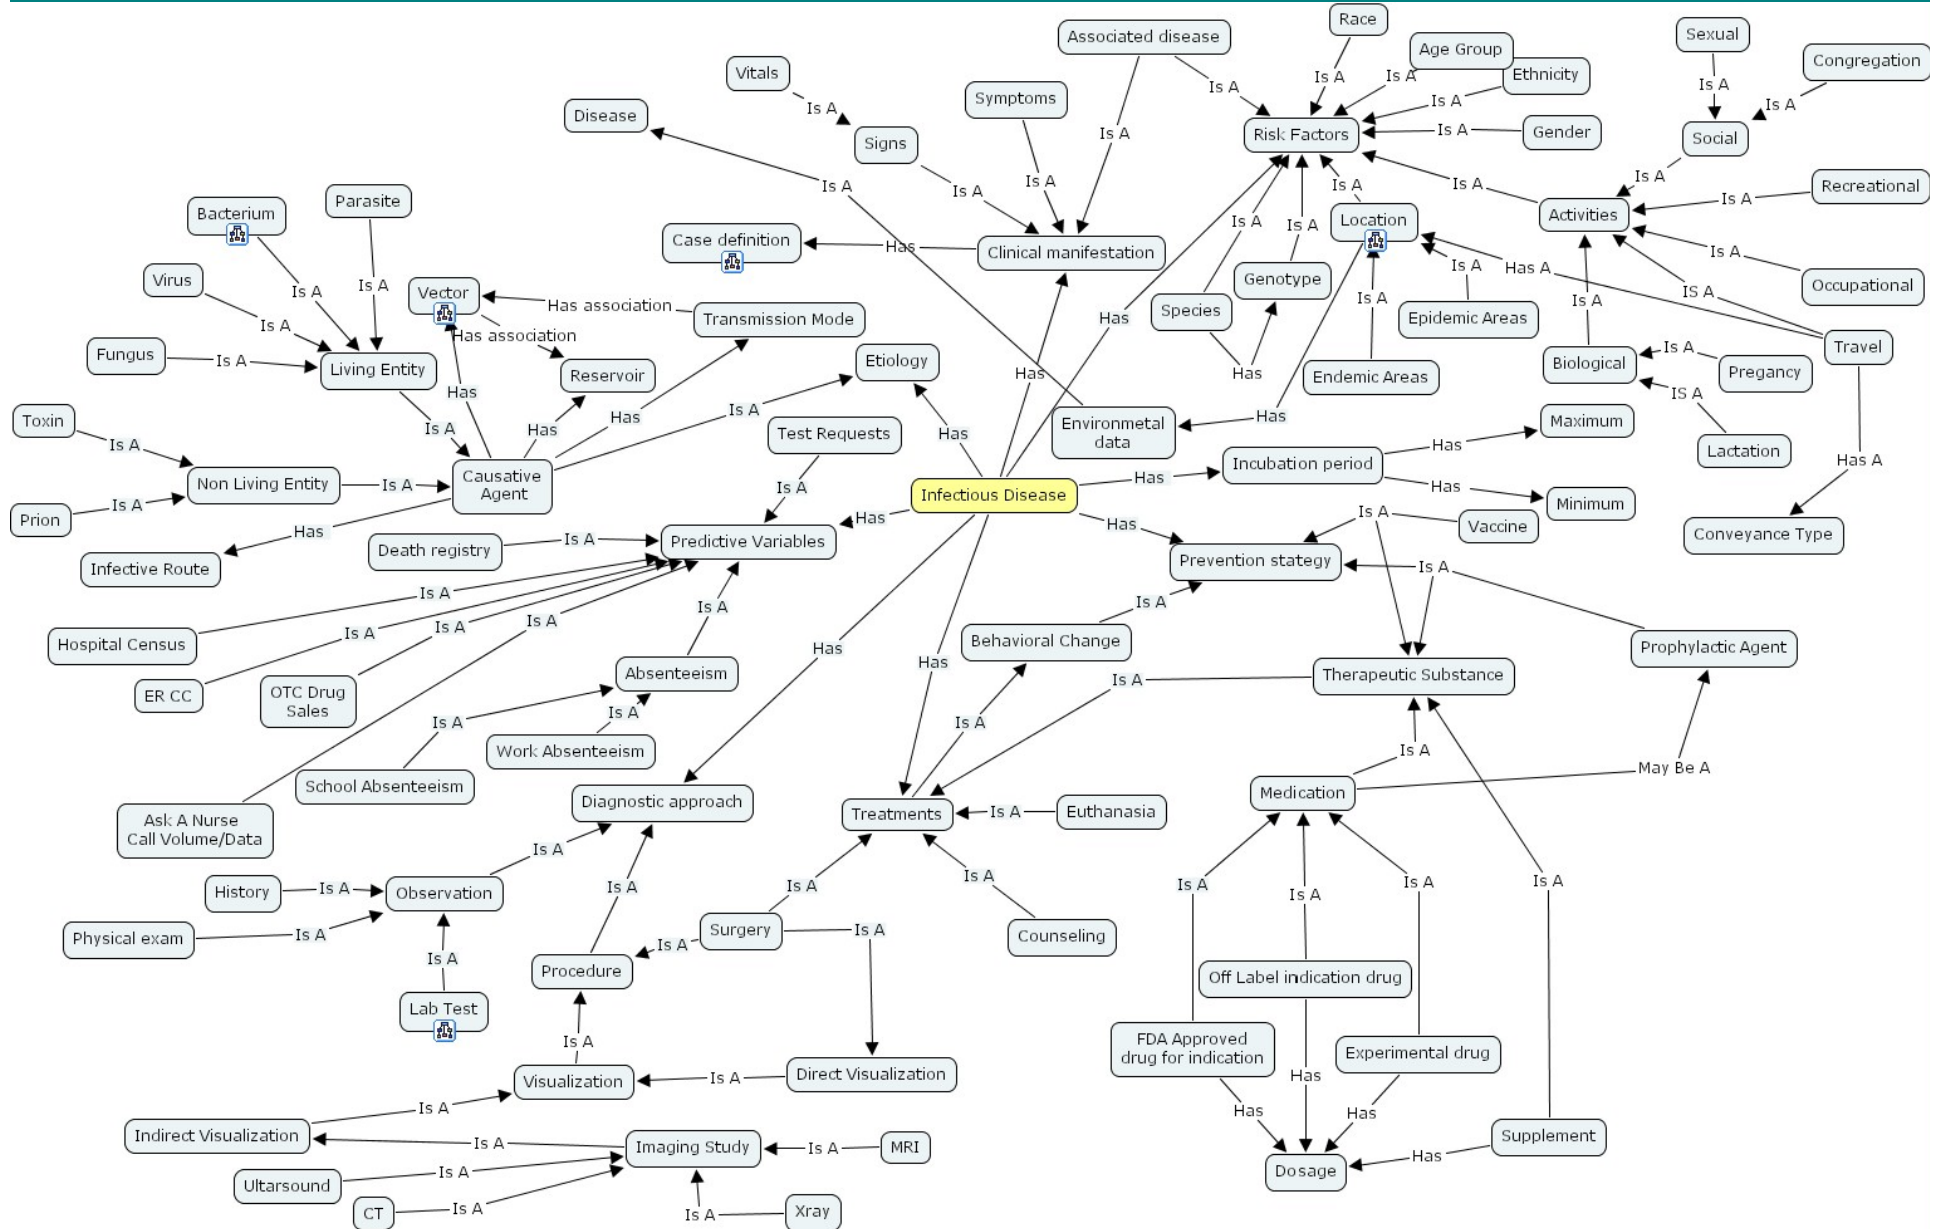 Race
Sexual
Associated disease
Age Group
Congregation
Vitals
Is A
Is A
Ethnicity
Is A
Symptoms
Is A
Is A
Is A
Is A
Disease
Risk Factors
Is A
Gender
Social
Signs
Is A
Is A
Is A
Is A
Is A
Is A
Is A
Recreational
Parasite
Is A
Bacterium
Is A
Is A
Location
Activities
Case definition
Has
Clinical manifestation
Is A
Is A
Has A
Virus
Is A
Is A
Vector
Genotype
Is A
IS A
Is A
Occupational
Has association
Species
Has
Epidemic Areas
Transmission Mode
Is A
Has association
Travel
Fungus
Is A
Living Entity
Etiology
Is A
Biological
Reservoir
Has
Has
Endemic Areas
Pregancy
Has
IS A
Toxin
Is A
Has
Has
Is A
Has
Maximum
Is A
Test Requests
Has
Environmetal
data
Has
Lactation
Incubation period
Has A
Non Living Entity
Is A
Causative
Agent
Is A
Infectious Disease
Has
Has
Minimum
Prion
Is A
Has
Has
Has
Is A
Vaccine
Infective Route
Death registry
Is A
Predictive Variables
Prevention stategy
Conveyance Type
Is A
Is A
Is A
Is A
Is A
Is A
Is A
Hospital Census
Behavioral Change
Prophylactic Agent
Has
Has
ER CC
OTC Drug
Sales
Absenteeism
Is A
Therapeutic Substance
Is A
Is A
Is A
Work Absenteeism
Is A
School Absenteeism
May Be A
Diagnostic approach
Medication
Ask A Nurse
Call Volume/Data
Treatments
Is A
Euthanasia
Is A
History
Is A
Observation
Is A
Is A
Is A
Is A
Is A
Is A
Is A
Physical exam
Is A
Surgery
Is A
Counseling
Is A
Is A
Procedure
Off Label indication drug
Lab Test
Is A
FDA Approved
drug for indication
Experimental drug
Visualization
Is A
Direct Visualization
Has
Is A
Has
Has
Indirect Visualization
Is A
Imaging Study
Is A
MRI
Supplement
Has
Ultarsound
Is A
Dosage
CT
Is A
Is A
Xray